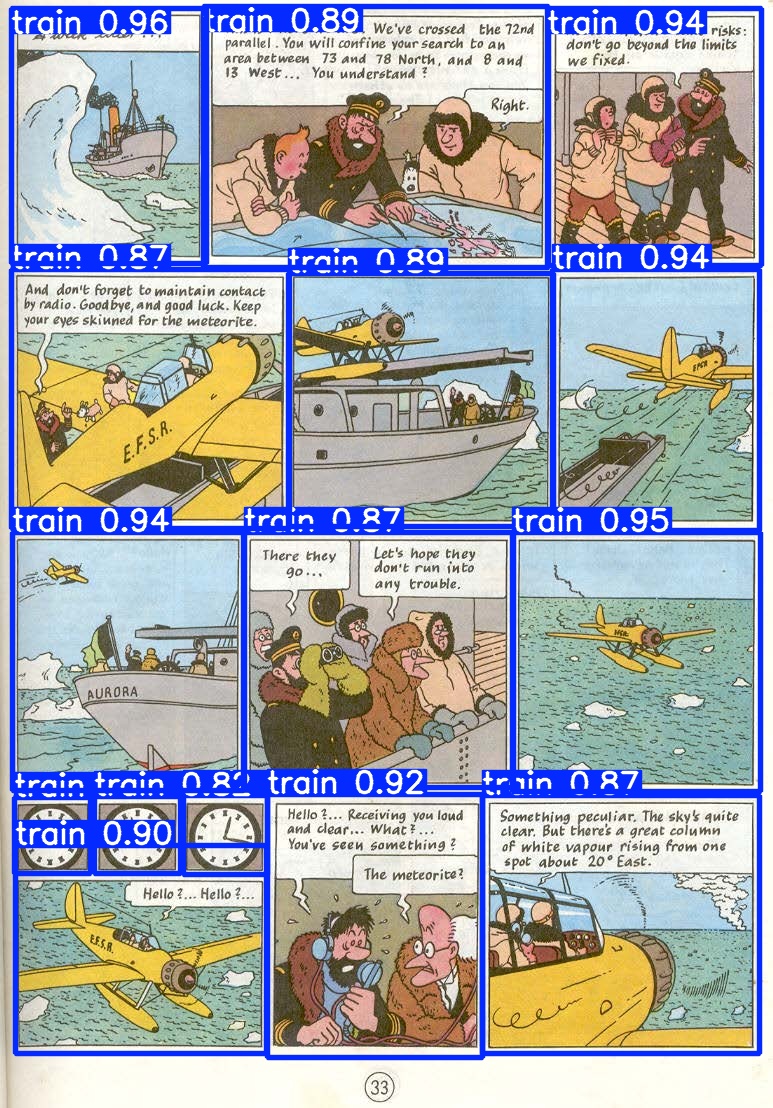 train 0.96
train 0.89
We've crossed the 72nd
parallel. You will confine your search to an
area between 73 and 78 North, and 8 and
13 West... You understand?
Right.
train 0.94
risks:
don't go beyond the limits
we fixed.
train 0.87
And don't forget to maintain contact
by radio. Goodbye, and good luck. Keep
your eyes skinned for the meteorite.
E.F.S.R.
train 0.89
train 0.94
EFSR
train 0.94
AURORA
train 0.87
There they
go...
Let's hope they
don't run into
any trouble.
train 0.95
EFSR
train
train 0.82
train 0.90
Hello?... Hello?...
E.F.S.R.
train 0.92
Hello?... Receiving you loud
and clear... What?...
You've seen something?
The meteorite?
train 0.87
Something peculiar. The sky's quite
clear. But there's a great column
of white vapour rising from one
spot about 20° East.
33